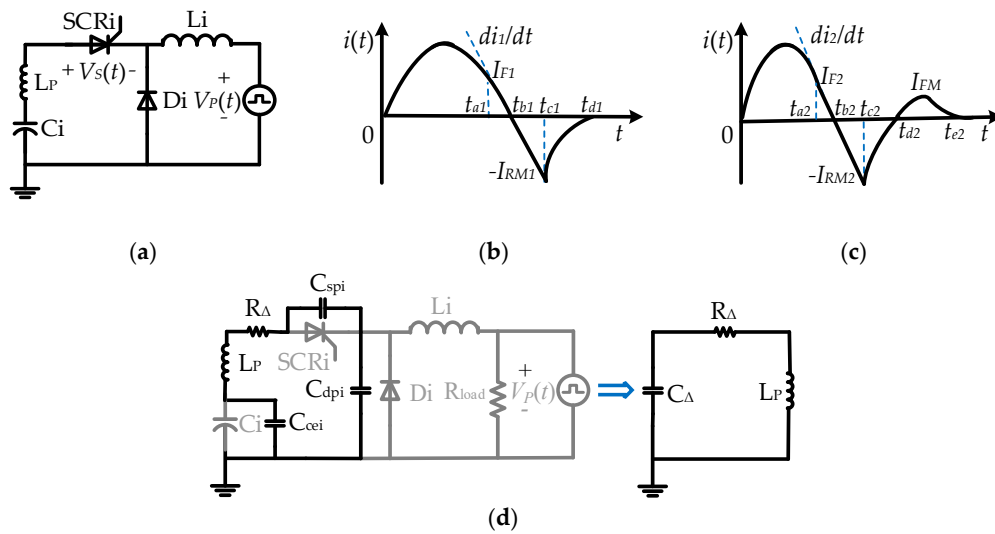 SCRi
Li
+ VS(t) -
LP
Ci
Di
+
VP(t)
-
(a)
i(t)
di1/dt
IF1
ta1
tb1
tc1
td1
0
t
-IRM1
(b)
i(t)
di2/dt
IF2
IFM
ta2
tb2
tc2
td2
te2
0
t
-IRM2
(c)
Cspi
RΔ
SCRi
Li
LP
Cdpi
Di
Rload
+
VP(t)
-
Ci
Ccei
RΔ
CΔ
LP
(d)